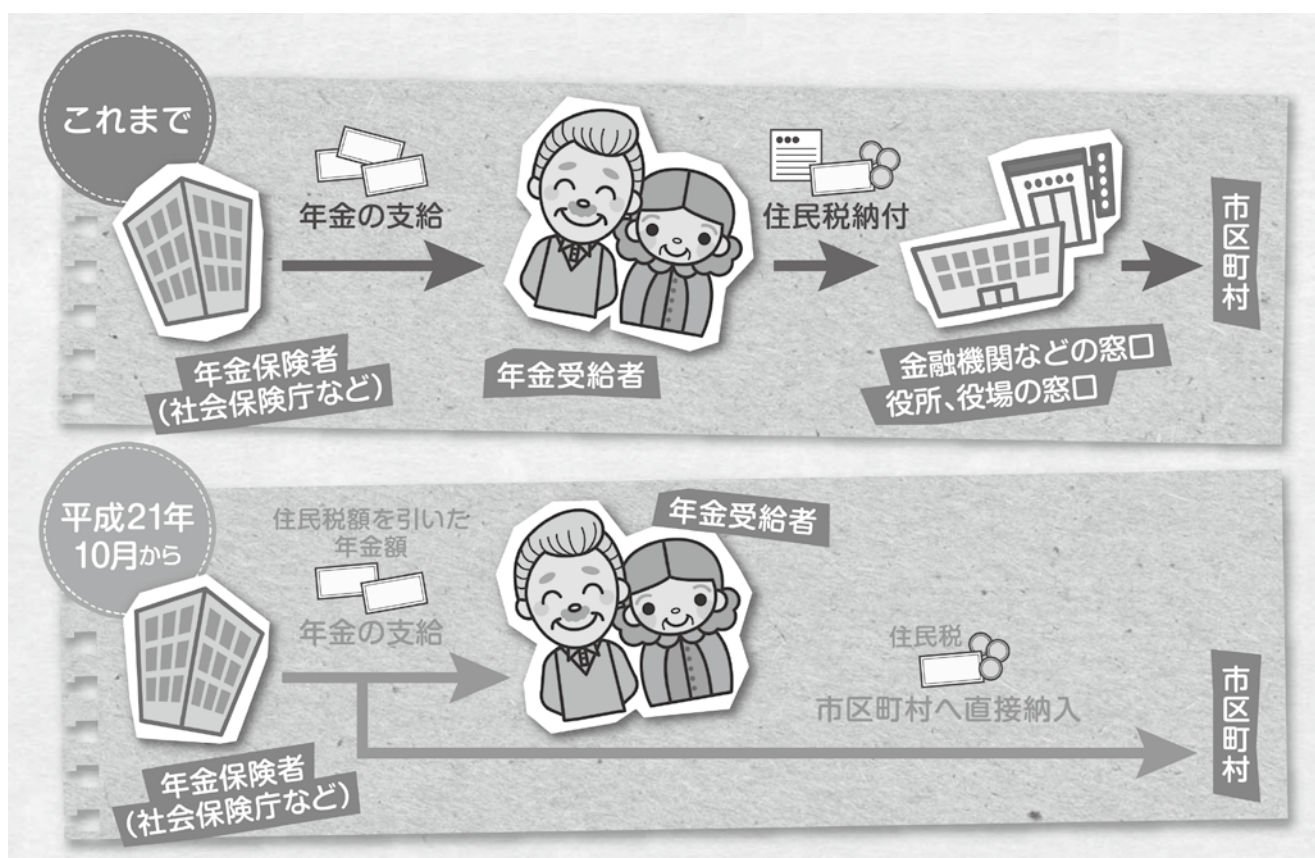 これまで
年金の支給
住民税納付
市区町村
年金保険者
(社会保険庁など)
年金受給者
金融機関などの窓口
役所、役場の窓口
平成21年
10月から
住民税額を引いた
年金額
年金の支給
年金受給者
住民税
市区町村へ直接納入
市区町村
年金保険者
(社会保険庁など)